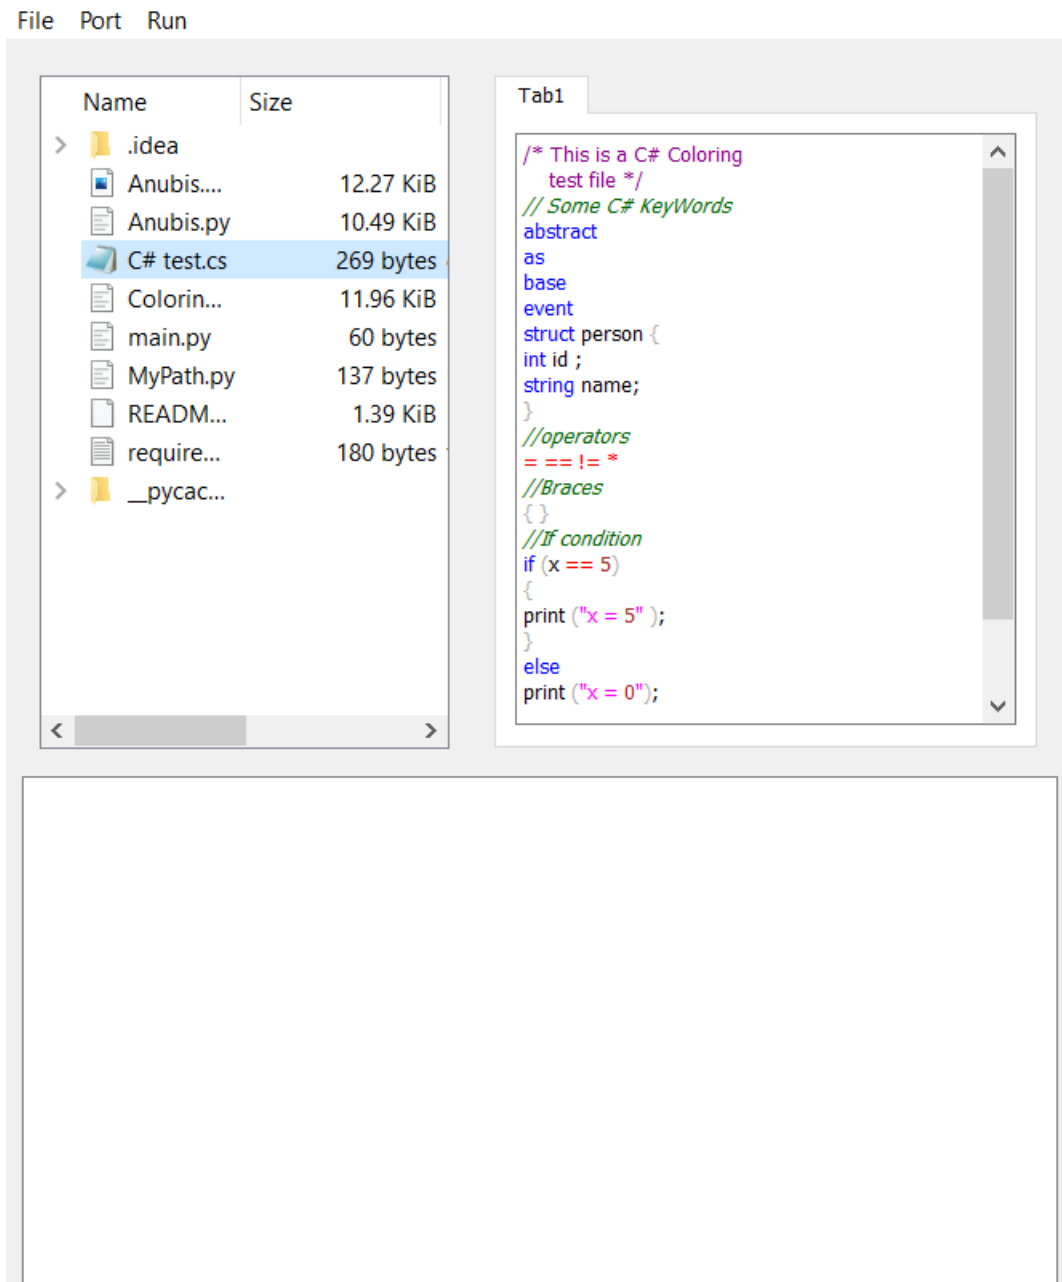 File Port Run
Name Size
.idea
Anubis.... 12.27 KiB
Anubis.py 10.49 KiB
C# test.cs 269 bytes
Colorin... 11.96 KiB
main.py 60 bytes
MyPath.py 137 bytes
READM... 1.39 KiB
require... 180 bytes
__pycac...
Tab1
/* This is a C# Coloring
test file */
// Some C# KeyWords
abstract
as
base
event
struct person {
int id ;
string name;
}
//operators
= == != *
//Braces
{ }
//If condition
if (x == 5)
{
print ("x = 5" );
}
else
print ("x = 0");